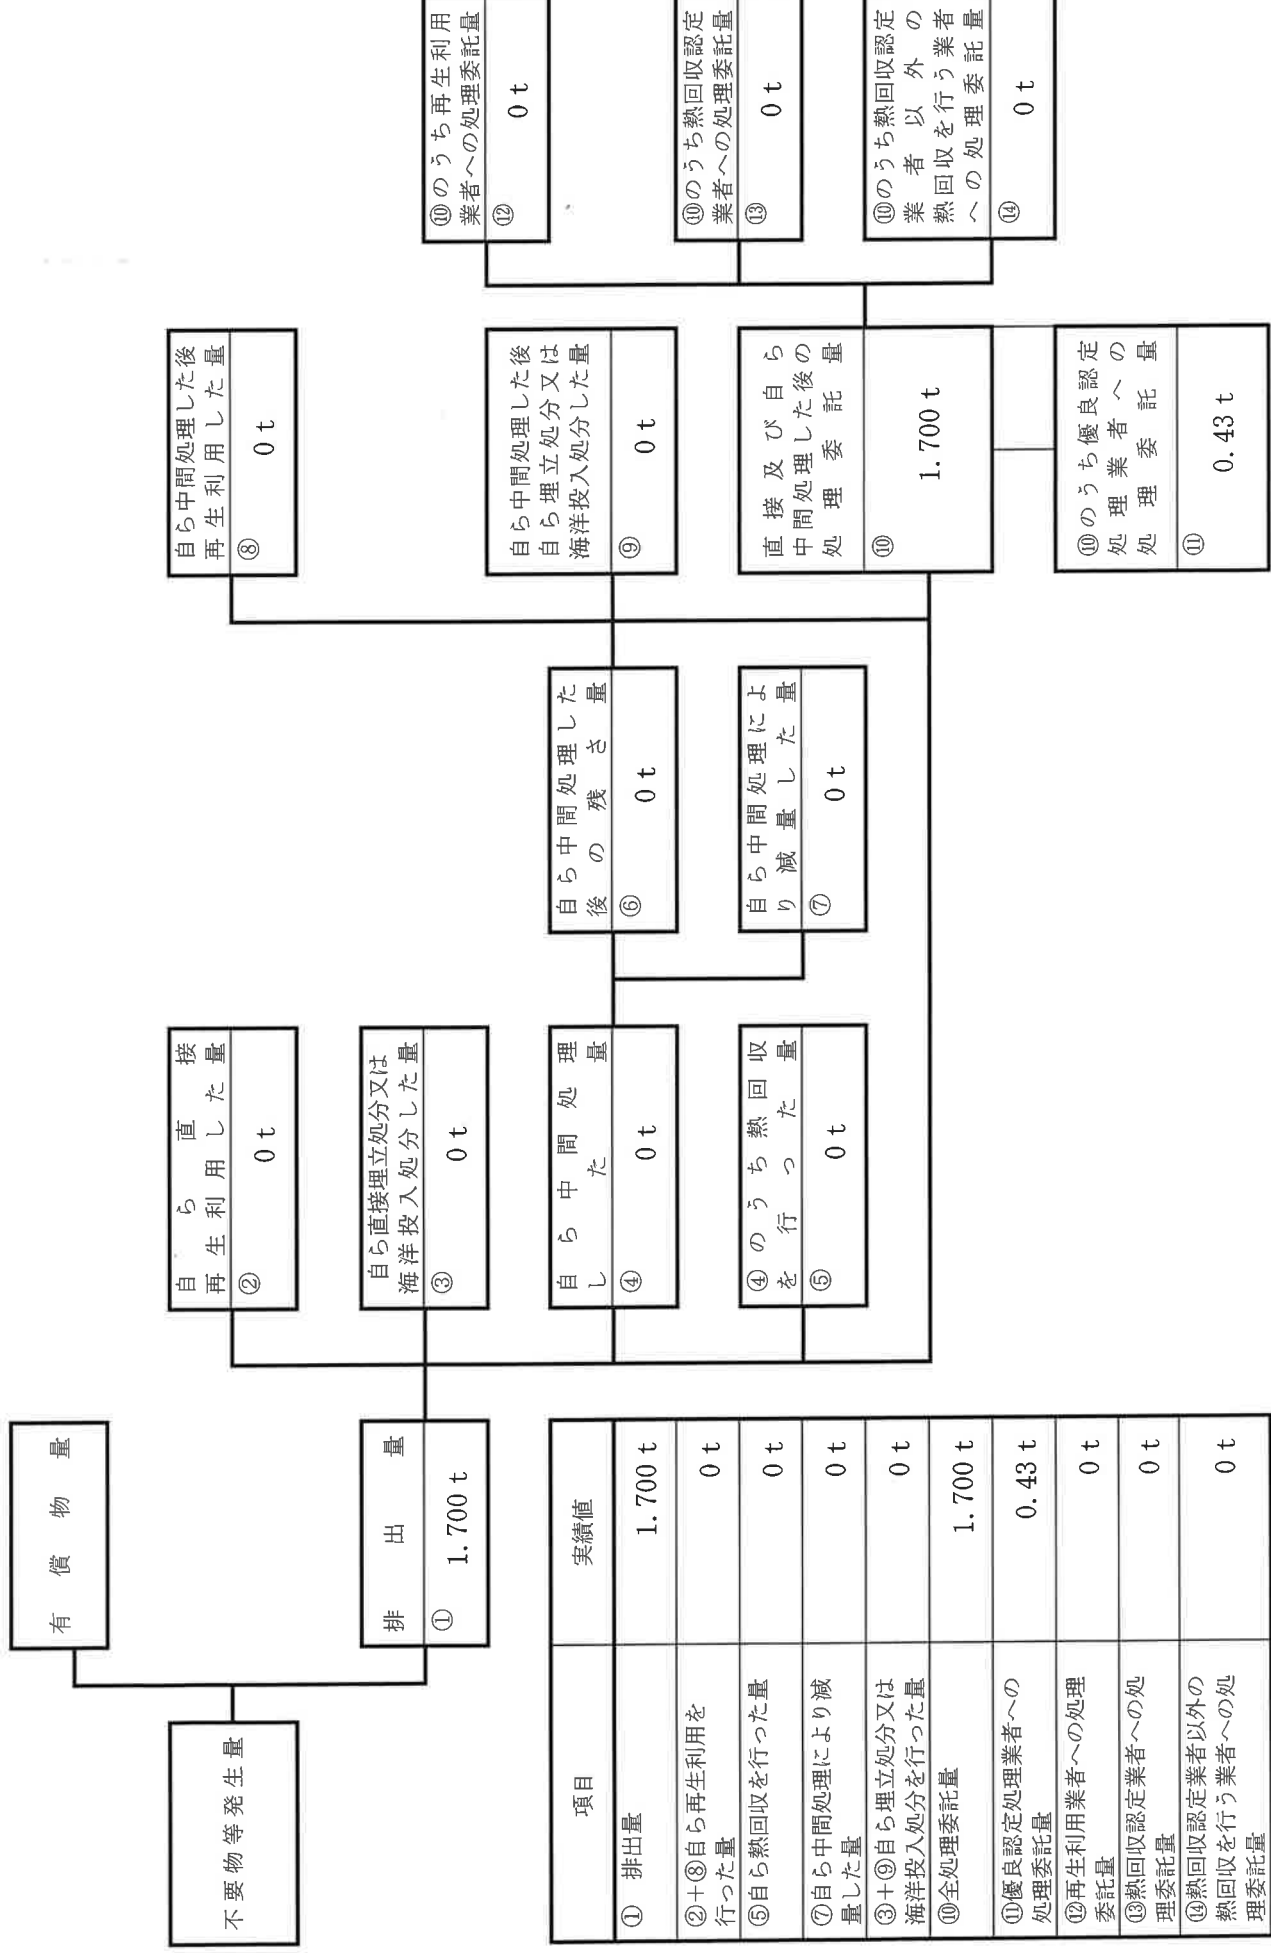 不要物等発生量
有償物量
排出量
① 1.700 t
自ら直接
再生利用した量
② 0 t
自ら直接埋立処分又は
海洋投入処分した量
③ 0 t
自ら中間処理
した量
④ 0 t
④のうち熱回収
を行った量
⑤ 0 t
自ら中間処理した
後の残さ量
⑥ 0 t
自ら中間処理によ
り減量した量
⑦ 0 t
自ら中間処理した後
再生利用した量
⑧ 0 t
自ら中間処理した後
自ら埋立処分又は
海洋投入処分した量
⑨ 0 t
直接及び自ら
中間処理した後の
処理委託量
⑩ 1.700 t
⑩のうち優良認定
処理業者への
処理委託量
⑪ 0.43 t
⑩のうち再生利用
業者への処理委託量
⑫ 0 t
⑩のうち熱回収認定
業者への処理委託量
⑬ 0 t
⑩のうち熱回収認定
業者以外の
熱回収を行う業者
への処理委託量
⑭ 0 t
項目 実績値
① 排出量 1.700 t
②＋⑧自ら再生利用を
行った量 0 t
⑤自ら熱回収を行った量 0 t
⑦自ら中間処理により減
量した量 0 t
③＋⑨自ら埋立処分又は
海洋投入処分を行った量 0 t
⑩全処理委託量 1.700 t
⑪優良認定処理業者への
処理委託量 0.43 t
⑫再生利用業者への処理
委託量 0 t
⑬熱回収認定業者への処
理委託量 0 t
⑭熱回収認定業者以外の
熱回収を行う業者への処
理委託量 0 t